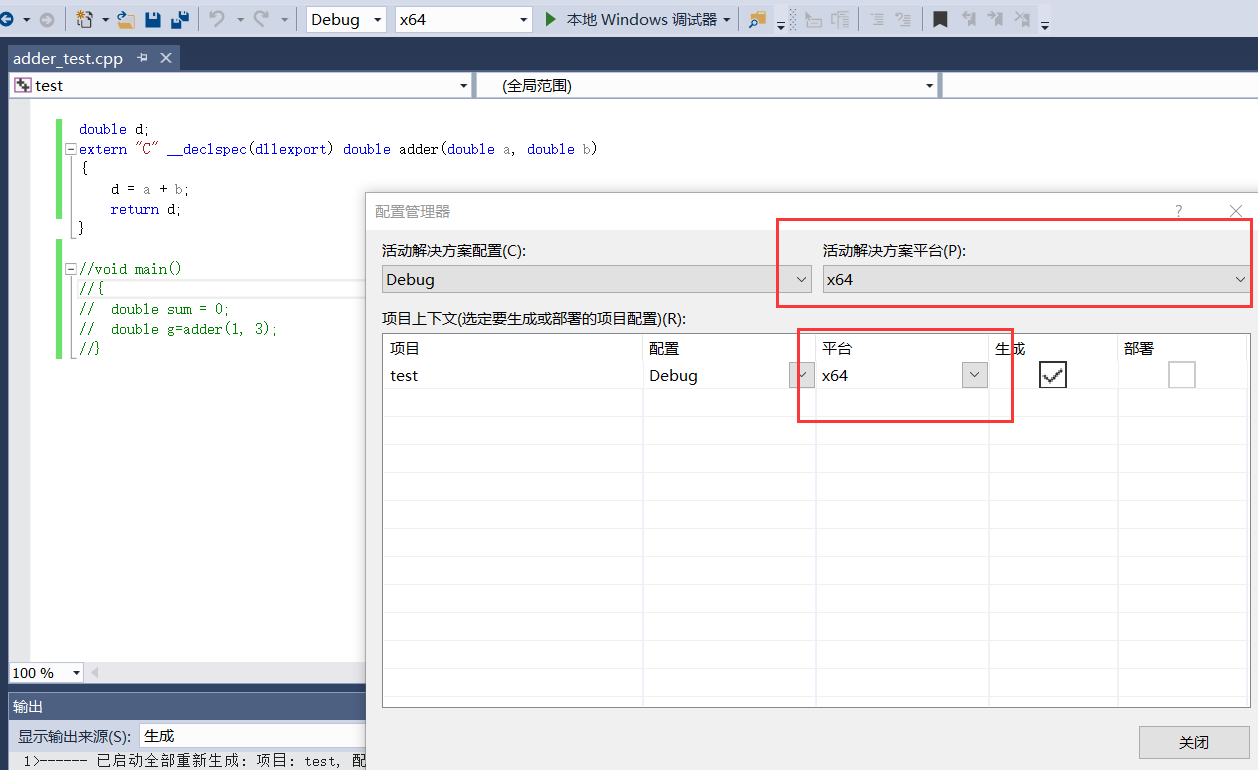 Debug x64 本地 Windows 调试器
adder_test.cpp
test (全局范围)
double d;
extern "C" __declspec(dllexport) double adder(double a, double b)
{
d = a + b;
return d;
}
//void main()
//{
// double sum = 0;
// double g=adder(1, 3);
//}
配置管理器 ?
活动解决方案配置(C): 活动解决方案平台(P):
Debug x64
项目上下文(选定要生成或部署的项目配置)(R):
项目 配置 平台 生成 部署
test Debug x64
100 %
输出
显示输出来源(S): 生成
1>------ 已启动全部重新生成: 项目: test, 配
关闭